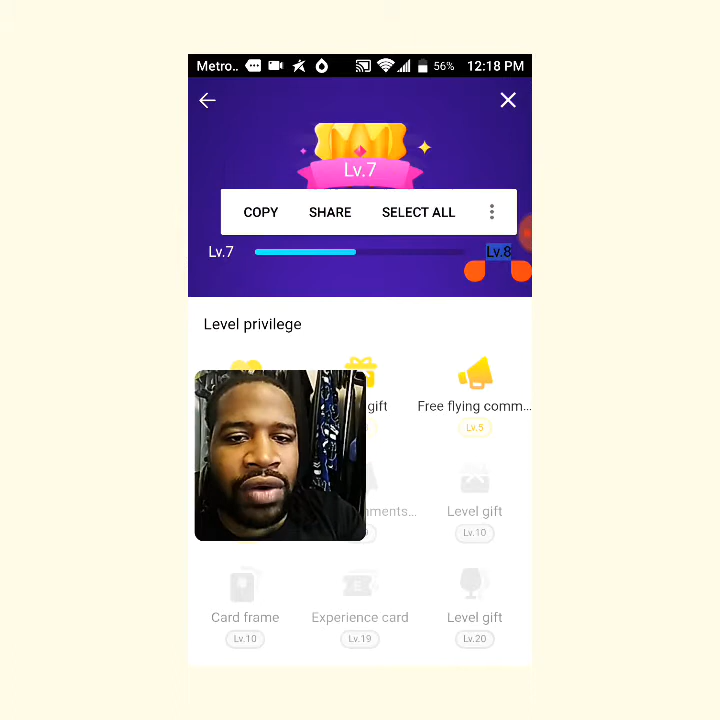 Metro.. 56% 12:18 PM
Lv.7
COPY SHARE SELECT ALL
Lv.7 Lv.8
Level privilege
gift Free flying comm...
Lv.5
mments... Level gift
Lv.10
Card frame Experience card Level gift
Lv.10 Lv.19 Lv.20